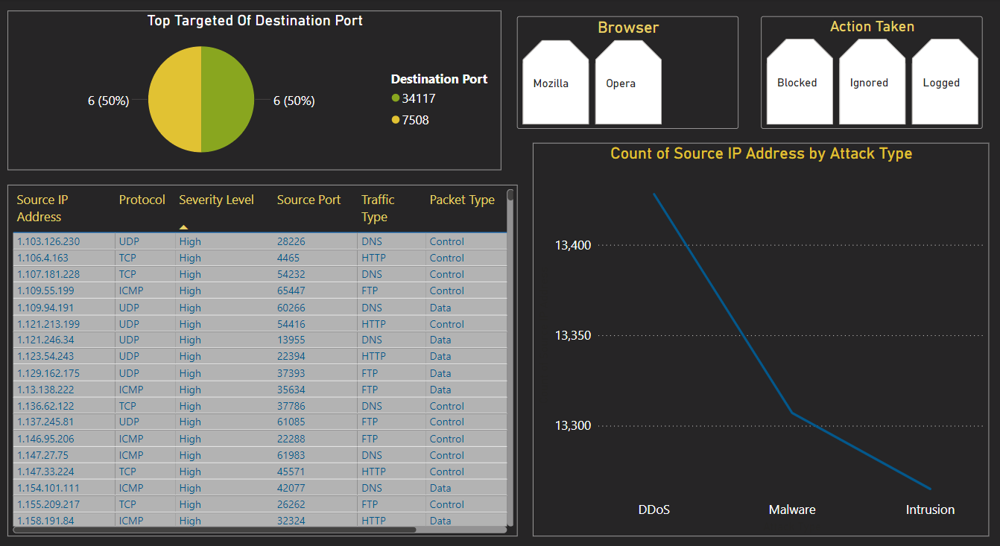 Top Targeted Of Destination Port
6 (50%)
6 (50%)
Destination Port
34117
7508
Browser
Mozilla
Opera
Action Taken
Blocked
Ignored
Logged
Source IP Address Protocol Severity Level Source Port Traffic Type Packet Type
1.103.126.230 UDP High 28226 DNS Control
1.106.4.163 TCP High 4465 HTTP Control
1.107.181.228 TCP High 54232 DNS Control
1.109.55.199 ICMP High 65447 FTP Control
1.109.94.191 UDP High 60266 DNS Data
1.121.213.199 UDP High 54416 HTTP Control
1.121.246.34 UDP High 13955 DNS Data
1.123.54.243 UDP High 22394 HTTP Data
1.129.162.175 UDP High 37393 FTP Data
1.13.138.222 ICMP High 35634 FTP Data
1.136.62.122 TCP High 37786 DNS Control
1.137.245.81 UDP High 61085 FTP Control
1.146.95.206 ICMP High 22288 FTP Control
1.147.27.75 ICMP High 61983 DNS Control
1.147.33.224 TCP High 45571 HTTP Control
1.154.101.111 ICMP High 42077 DNS Data
1.155.209.217 TCP High 26262 FTP Control
1.158.191.84 ICMP High 32324 HTTP Data
Count of Source IP Address by Attack Type
13,400
13,350
13,300
DDoS
Malware
Intrusion